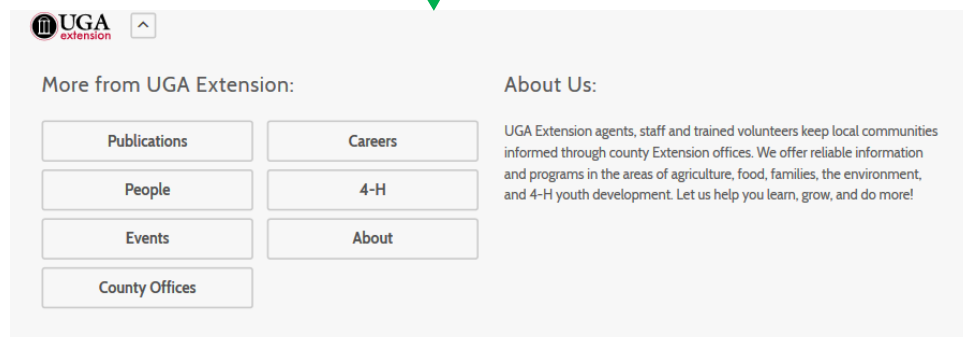 UGA
extension
More from UGA Extension:
Publications
Careers
People
4-H
Events
About
County Offices
About Us:
UGA Extension agents, staff and trained volunteers keep local communities
informed through county Extension offices. We offer reliable information
and programs in the areas of agriculture, food, families, the environment,
and 4-H youth development. Let us help you learn, grow, and do more!